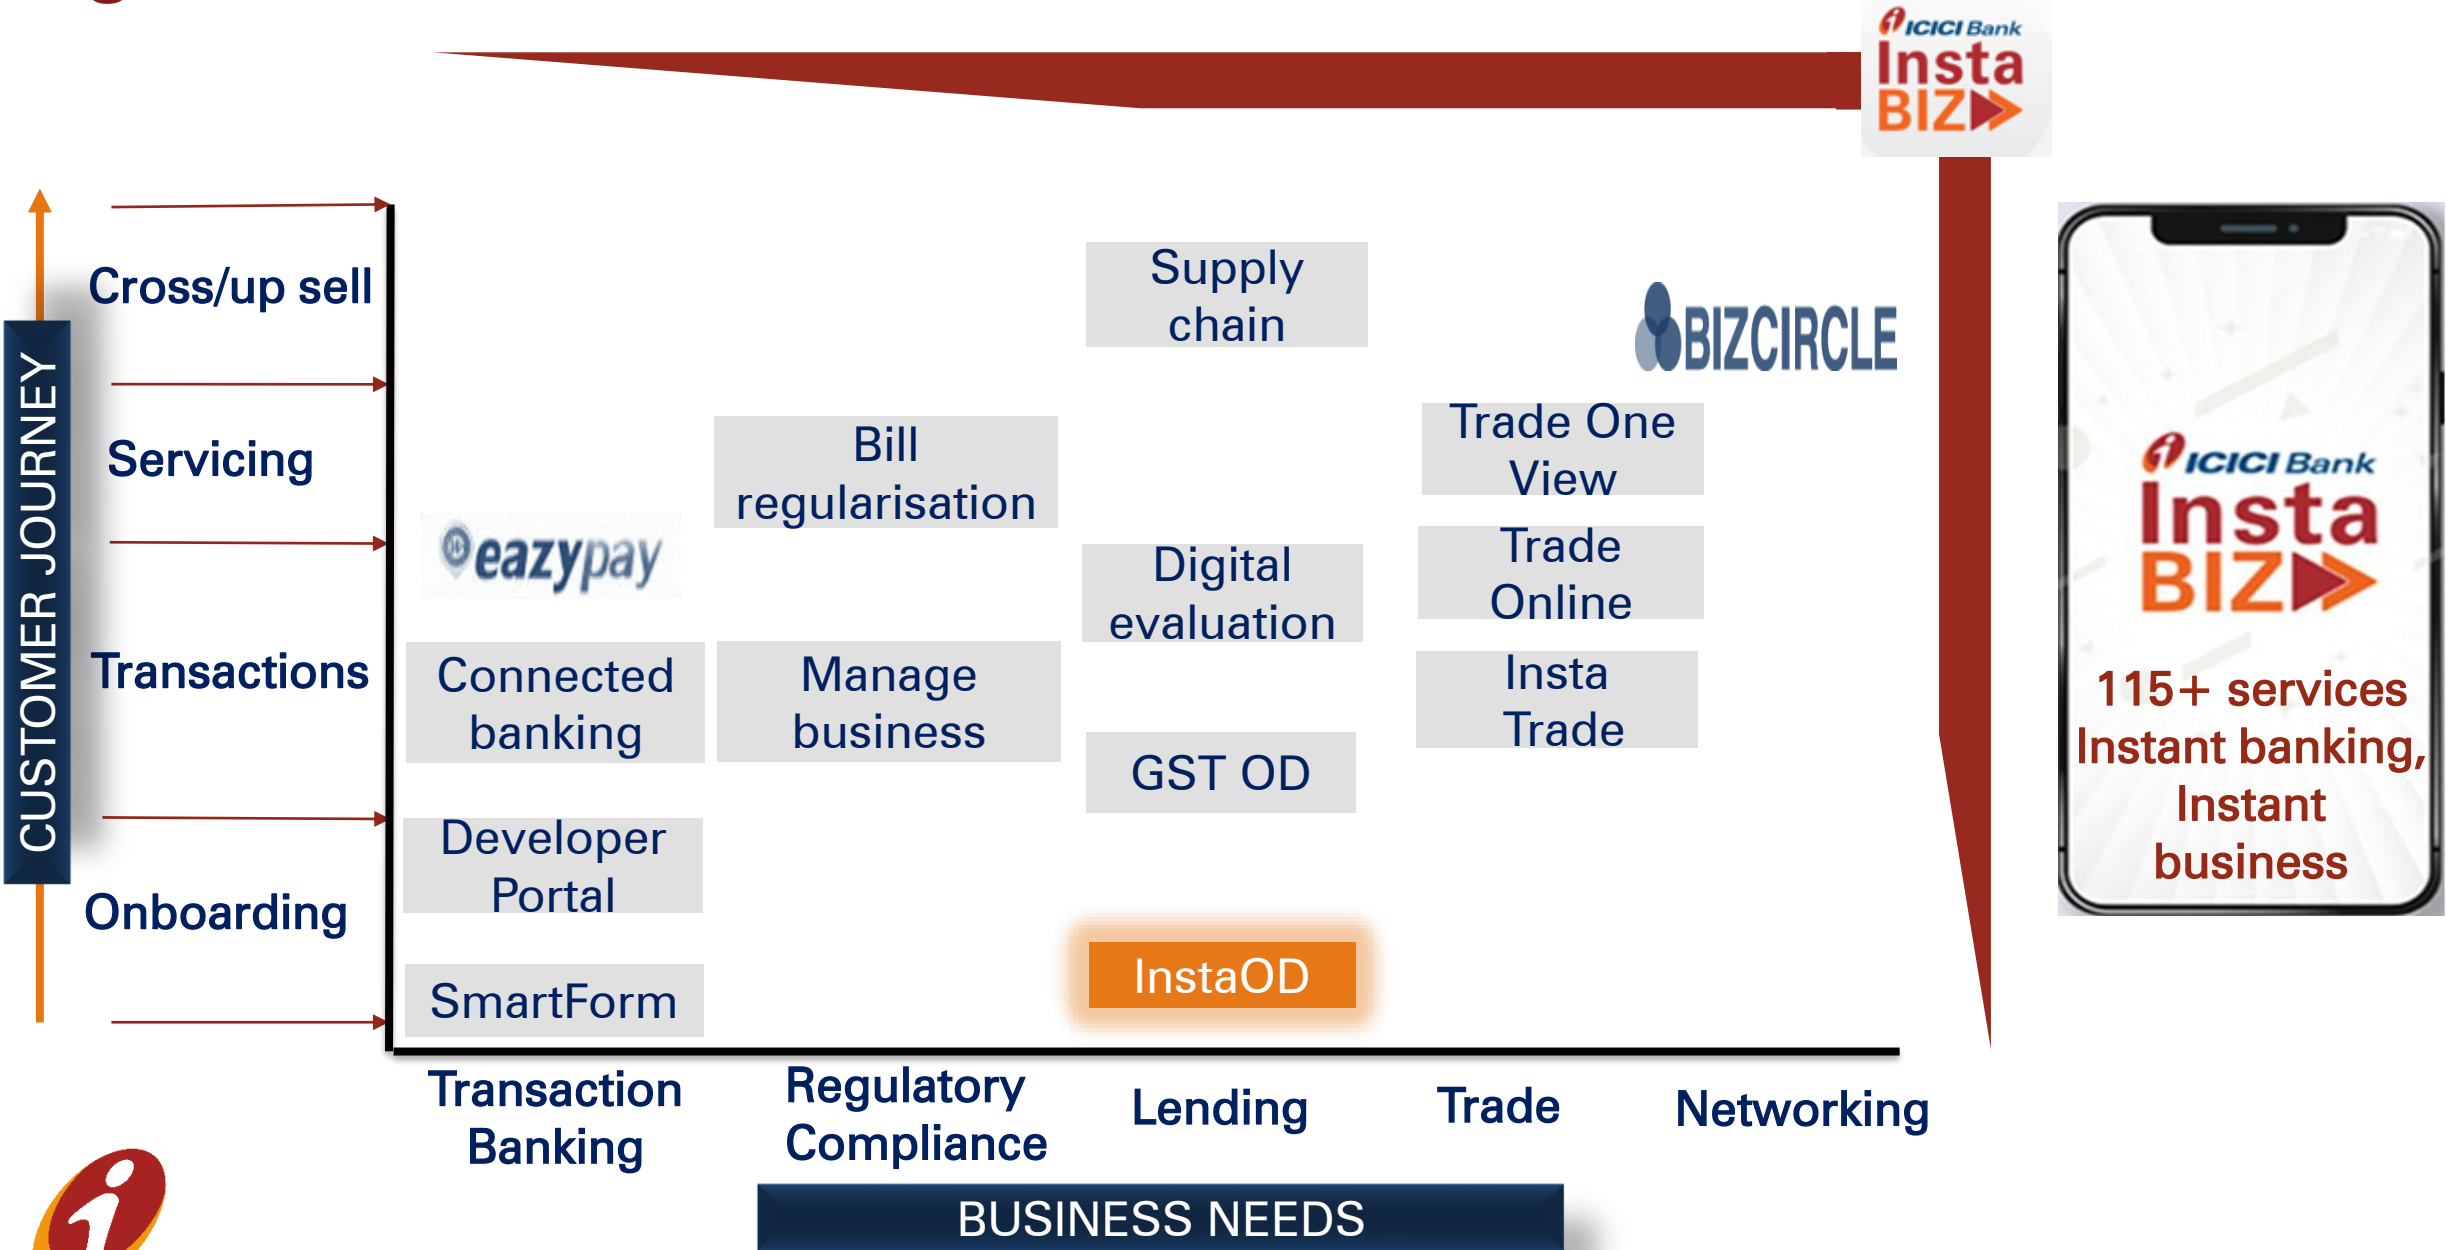 ICICI Bank
Insta
BIZ
Cross/up sell
Supply
chain
BIZCIRCLE
CUSTOMER JOURNEY
Servicing
Bill
regularisation
Trade One
View
eazypay
Digital
evaluation
Trade
Online
Transactions
Connected
banking
Manage
business
Insta
Trade
GST OD
Developer
Portal
Onboarding
InstaOD
SmartForm
Transaction
Banking
Regulatory
Compliance
Lending
Trade
Networking
BUSINESS NEEDS
ICICI Bank
Insta
BIZ
115+ services
Instant banking,
Instant
business